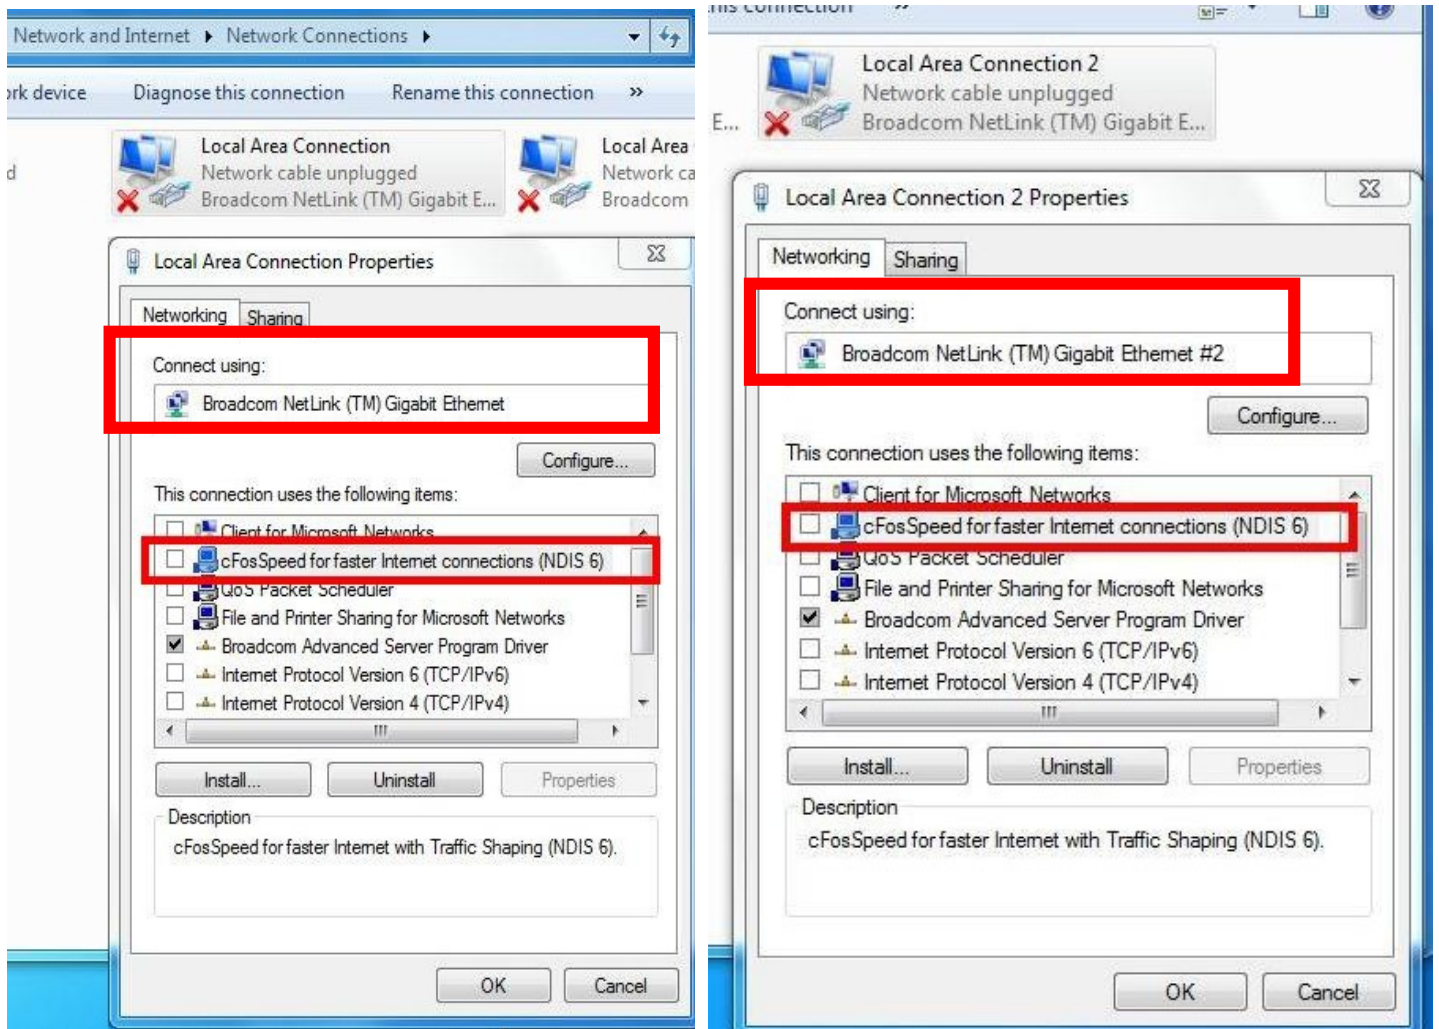 Network and Internet ▸ Network Connections ▸
ork device Diagnose this connection Rename this connection »
d
Local Area Connection
Network cable unplugged
Broadcom NetLink (TM) Gigabit E...
Local Area
Network ca
Broadcom
Local Area Connection Properties
Networking Sharing
Connect using:
Broadcom NetLink (TM) Gigabit Ethernet
Configure...
This connection uses the following items:
Client for Microsoft Networks
cFosSpeed for faster Internet connections (NDIS 6)
QoS Packet Scheduler
File and Printer Sharing for Microsoft Networks
Broadcom Advanced Server Program Driver
Internet Protocol Version 6 (TCP/IPv6)
Internet Protocol Version 4 (TCP/IPv4)
Install... Uninstall Properties
Description
cFosSpeed for faster Internet with Traffic Shaping (NDIS 6).
OK Cancel
his connection »
E...
Local Area Connection 2
Network cable unplugged
Broadcom NetLink (TM) Gigabit E...
Local Area Connection 2 Properties
Networking Sharing
Connect using:
Broadcom NetLink (TM) Gigabit Ethernet #2
Configure...
This connection uses the following items:
Client for Microsoft Networks
cFosSpeed for faster Internet connections (NDIS 6)
QoS Packet Scheduler
File and Printer Sharing for Microsoft Networks
Broadcom Advanced Server Program Driver
Internet Protocol Version 6 (TCP/IPv6)
Internet Protocol Version 4 (TCP/IPv4)
Install... Uninstall Properties
Description
cFosSpeed for faster Internet with Traffic Shaping (NDIS 6).
OK Cancel